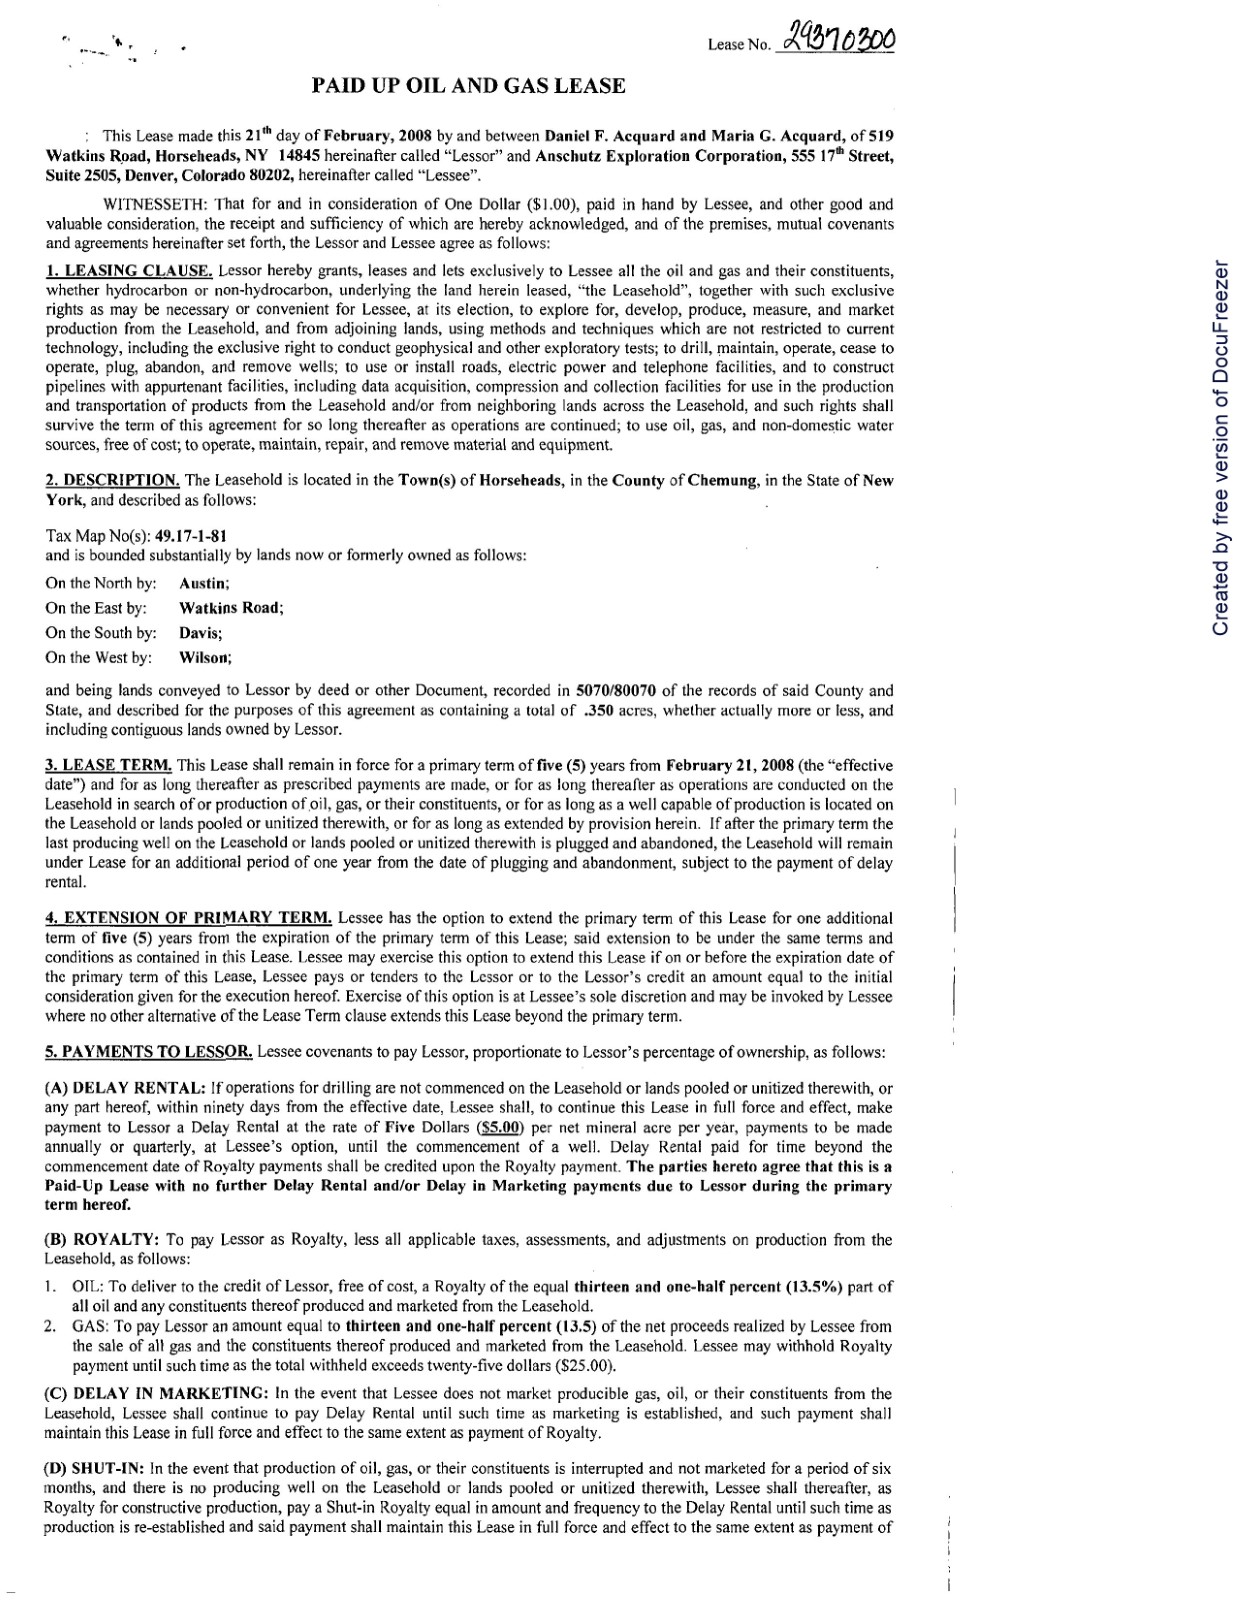 Lease No. 29370300
PAID UP OIL AND GAS LEASE
: This Lease made this 21th day of February, 2008 by and between Daniel F. Acquard and Maria G. Acquard, of 519
Watkins Road, Horseheads, NY 14845 hereinafter called “Lessor” and Anschutz Exploration Corporation, 555 17th Street,
Suite 2505, Denver, Colorado 80202, hereinafter called “Lessee”.
WITNESSETH: That for and in consideration of One Dollar ($1.00), paid in hand by Lessee, and other good and
valuable consideration, the receipt and sufficiency of which are hereby acknowledged, and of the premises, mutual covenants
and agreements hereinafter set forth, the Lessor and Lessee agree as follows:
1. LEASING CLAUSE. Lessor hereby grants, leases and lets exclusively to Lessee all the oil and gas and their constituents,
whether hydrocarbon or non-hydrocarbon, underlying the land herein leased, “the Leasehold”, together with such exclusive
rights as may be necessary or convenient for Lessee, at its election, to explore for, develop, produce, measure, and market
production from the Leasehold, and from adjoining lands, using methods and techniques which are not restricted to current
technology, including the exclusive right to conduct geophysical and other exploratory tests; to drill, maintain, operate, cease to
operate, plug, abandon, and remove wells; to use or install roads, electric power and telephone facilities, and to construct
pipelines with appurtenant facilities, including data acquisition, compression and collection facilities for use in the production
and transportation of products from the Leasehold and/or from neighboring lands across the Leasehold, and such rights shall
survive the term of this agreement for so long thereafter as operations are continued; to use oil, gas, and non-domestic water
sources, free of cost; to operate, maintain, repair, and remove material and equipment.
2. DESCRIPTION. The Leasehold is located in the Town(s) of Horseheads, in the County of Chemung, in the State of New
York, and described as follows:
Tax Map No(s): 49.17-1-81
and is bounded substantially by lands now or formerly owned as follows:
On the North by: Austin;
On the East by: Watkins Road;
On the South by: Davis;
On the West by: Wilson;
and being lands conveyed to Lessor by deed or other Document, recorded in 5070/80070 of the records of said County and
State, and described for the purposes of this agreement as containing a total of .350 acres, whether actually more or less, and
including contiguous lands owned by Lessor.
3. LEASE TERM. This Lease shall remain in force for a primary term of five (5) years from February 21, 2008 (the “effective
date”) and for as long thereafter as prescribed payments are made, or for as long thereafter as operations are conducted on the
Leasehold in search of or production of oil, gas, or their constituents, or for as long as a well capable of production is located on
the Leasehold or lands pooled or unitized therewith, or for as long as extended by provision herein. If after the primary term the
last producing well on the Leasehold or lands pooled or unitized therewith is plugged and abandoned, the Leasehold will remain
under Lease for an additional period of one year from the date of plugging and abandonment, subject to the payment of delay
rental.
4. EXTENSION OF PRIMARY TERM. Lessee has the option to extend the primary term of this Lease for one additional
term of five (5) years from the expiration of the primary term of this Lease; said extension to be under the same terms and
conditions as contained in this Lease. Lessee may exercise this option to extend this Lease if on or before the expiration date of
the primary term of this Lease, Lessee pays or tenders to the Lessor or to the Lessor’s credit an amount equal to the initial
consideration given for the execution hereof. Exercise of this option is at Lessee’s sole discretion and may be invoked by Lessee
where no other alternative of the Lease Term clause extends this Lease beyond the primary term.
5. PAYMENTS TO LESSOR. Lessee covenants to pay Lessor, proportionate to Lessor’s percentage of ownership, as follows:
(A) DELAY RENTAL: If operations for drilling are not commenced on the Leasehold or lands pooled or unitized therewith, or
any part hereof, within ninety days from the effective date, Lessee shall, to continue this Lease in full force and effect, make
payment to Lessor a Delay Rental at the rate of Five Dollars ($5.00) per net mineral acre per year, payments to be made
annually or quarterly, at Lessee’s option, until the commencement of a well. Delay Rental paid for time beyond the
commencement date of Royalty payments shall be credited upon the Royalty payment. The parties hereto agree that this is a
Paid-Up Lease with no further Delay Rental and/or Delay in Marketing payments due to Lessor during the primary
term hereof.
(B) ROYALTY: To pay Lessor as Royalty, less all applicable taxes, assessments, and adjustments on production from the
Leasehold, as follows:
1. OIL: To deliver to the credit of Lessor, free of cost, a Royalty of the equal thirteen and one-half percent (13.5%) part of
all oil and any constituents thereof produced and marketed from the Leasehold.
2. GAS: To pay Lessor an amount equal to thirteen and one-half percent (13.5) of the net proceeds realized by Lessee from
the sale of all gas and the constituents thereof produced and marketed from the Leasehold. Lessee may withhold Royalty
payment until such time as the total withheld exceeds twenty-five dollars ($25.00).
(C) DELAY IN MARKETING: In the event that Lessee does not market producible gas, oil, or their constituents from the
Leasehold, Lessee shall continue to pay Delay Rental until such time as marketing is established, and such payment shall
maintain this Lease in full force and effect to the same extent as payment of Royalty.
(D) SHUT-IN: In the event that production of oil, gas, or their constituents is interrupted and not marketed for a period of six
months, and there is no producing well on the Leasehold or lands pooled or unitized therewith, Lessee shall thereafter, as
Royalty for constructive production, pay a Shut-in Royalty equal in amount and frequency to the Delay Rental until such time as
production is re-established and said payment shall maintain this Lease in full force and effect to the same extent as payment of
Created by free version of DocuFreezer